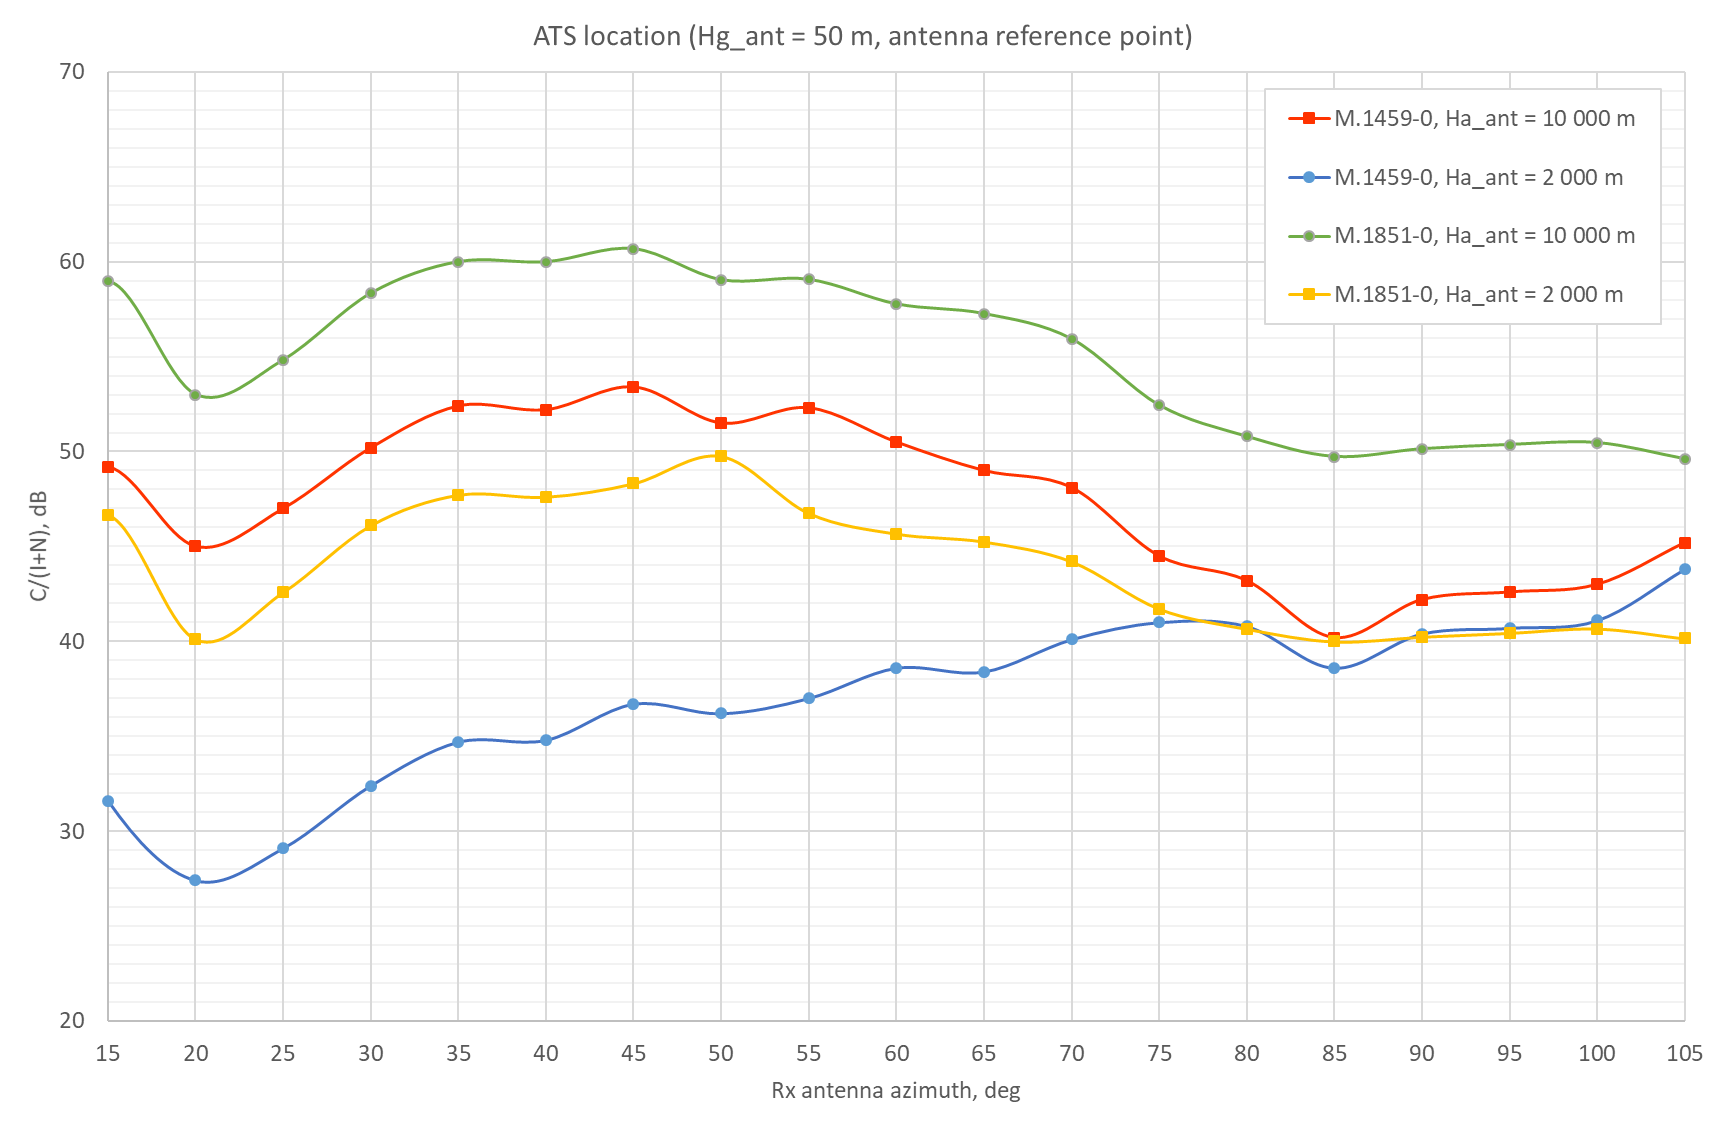 ATS location (Hg_ant = 50 m, antenna reference point)
70
60
50
40
30
20
C/(I+N), dB
M.1459-0, Ha_ant = 10 000 m
M.1459-0, Ha_ant = 2 000 m
M.1851-0, Ha_ant = 10 000 m
M.1851-0, Ha_ant = 2 000 m
15 20 25 30 35 40 45 50 55 60 65 70 75 80 85 90 95 100 105
Rx antenna azimuth, deg